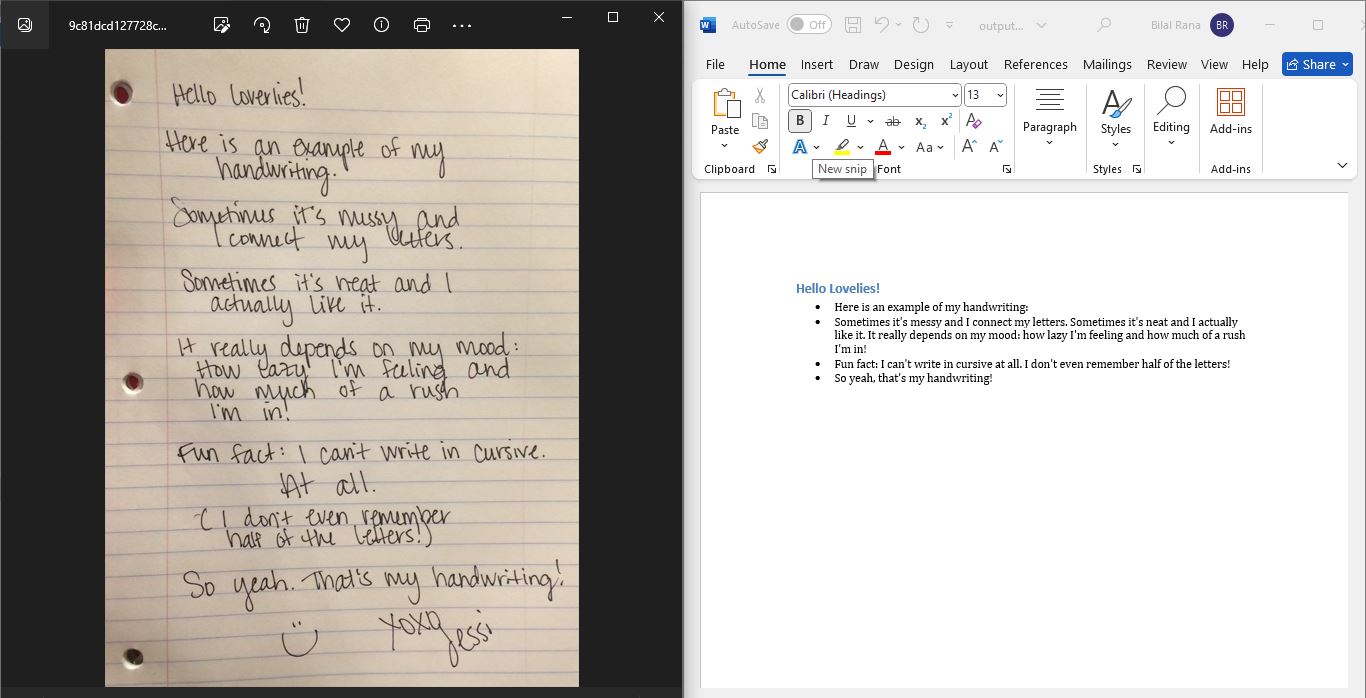 9c81dcd127728c...
Hello loverlies!
Here is an example of my
handwriting.
Sometimes it's messy and
I connect my letters.
Sometimes it's neat and I
actually like it.
It really depends on my mood:
How lazy I'm feeling and
how much of a rush
I'm in!
Fun fact: I can't write in cursive.
At all.
(I don't even remember
half of the letters!)
So yeah. That's my handwriting!
xoxo
Jessi
W
AutoSave
Off
output...
Bilal Rana
BR
File
Home
Insert
Draw
Design
Layout
References
Mailings
Review
View
Help
Share
Paste
Clipboard
Calibri (Headings)
13
B
I
U
ab
x₂
x²
A
A
A
Aa
A
A
New snip
Font
Paragraph
Styles
Styles
Editing
Add-ins
Add-ins
Hello Lovelies!
• Here is an example of my handwriting:
• Sometimes it's messy and I connect my letters. Sometimes it's neat and I actually
like it. It really depends on my mood: how lazy I'm feeling and how much of a rush
I'm in!
• Fun fact: I can't write in cursive at all. I don't even remember half of the letters!
• So yeah, that's my handwriting!